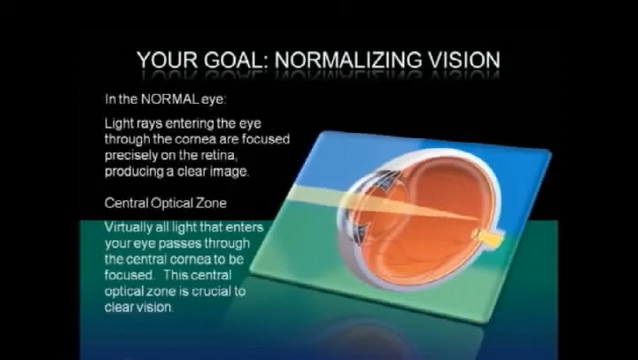 YOUR GOAL: NORMALIZING VISION
In the NORMAL eye:
Light rays entering the eye
through the cornea are focused
precisely on the retina,
producing a clear image.
Central Optical Zone
Virtually all light that enters
your eye passes through
the central cornea to be
focused. This central
optical zone is crucial to
clear vision.